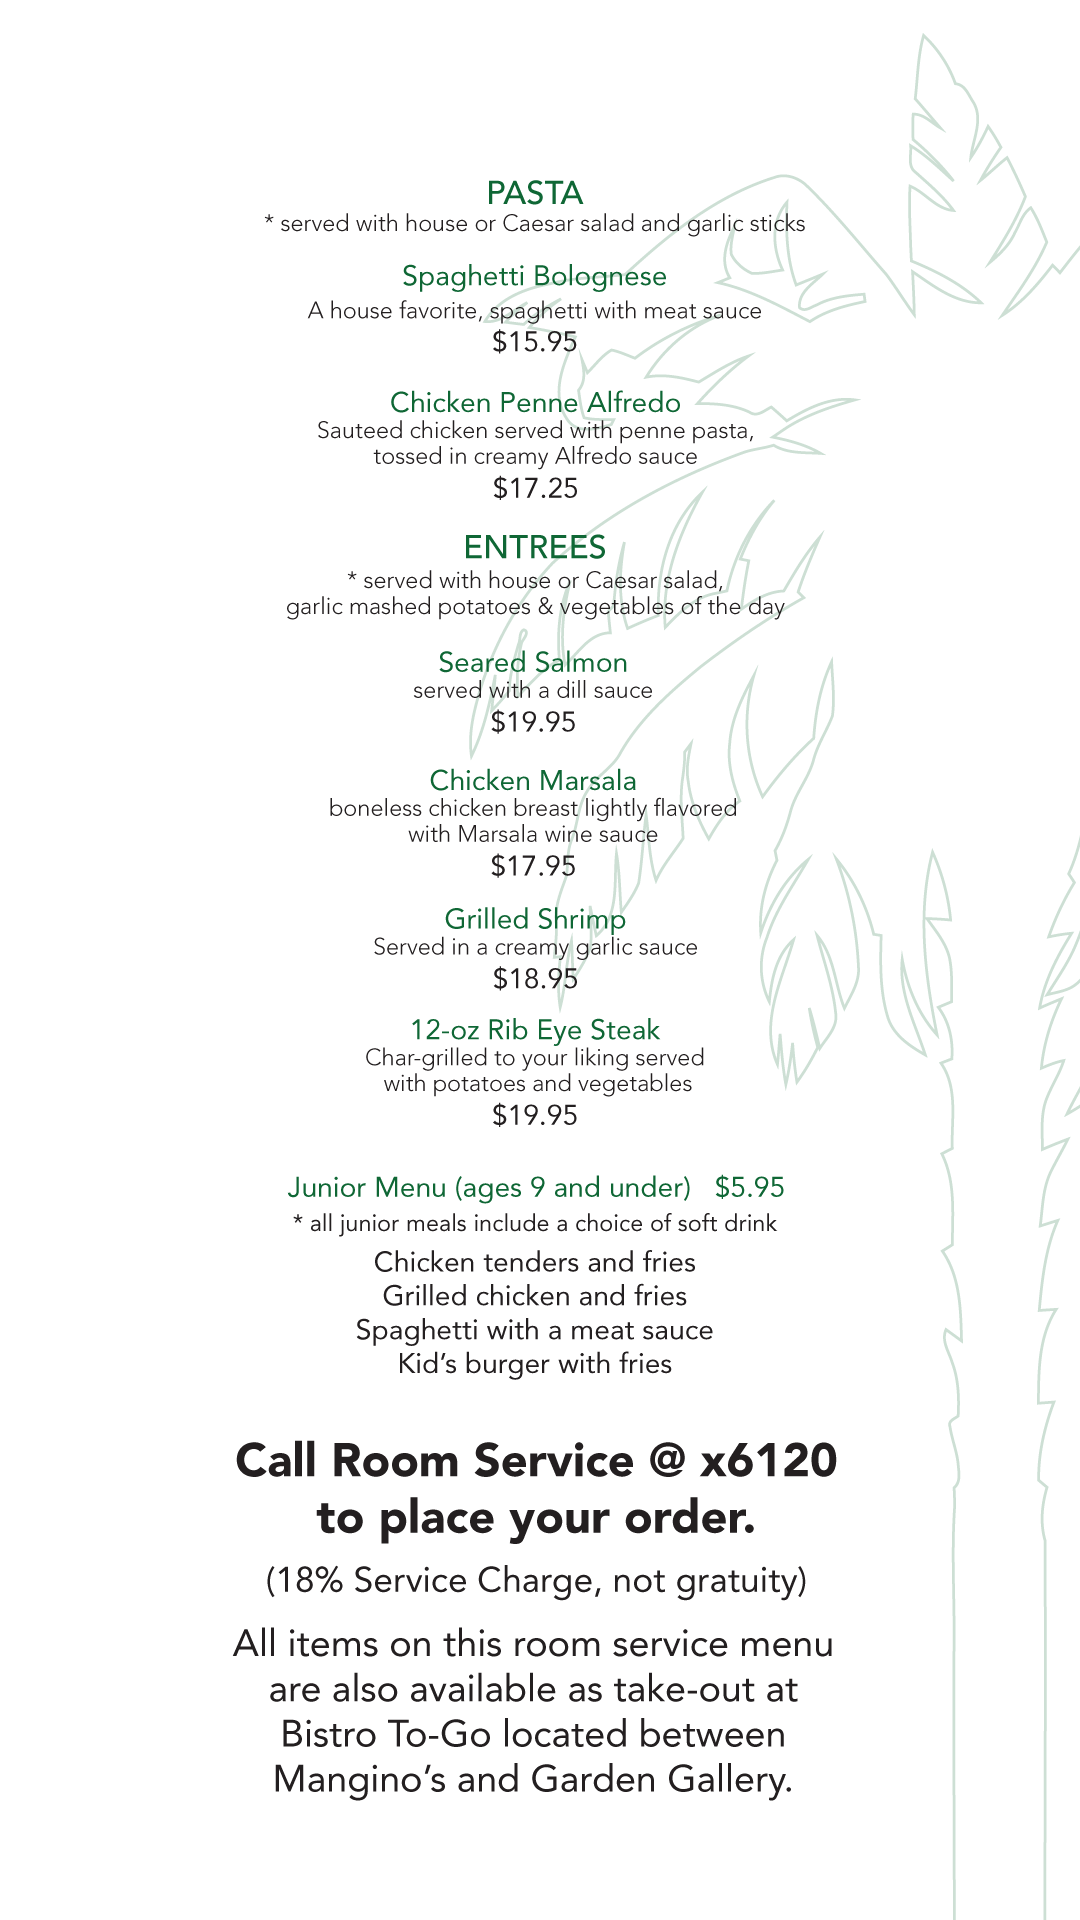 PASTA
* served with house or Caesar salad and garlic sticks
Spaghetti Bolognese
A house favorite, spaghetti with meat sauce
$15.95
Chicken Penne Alfredo
Sauteed chicken served with penne pasta,
tossed in creamy Alfredo sauce
$17.25
ENTREES
* served with house or Caesar salad,
garlic mashed potatoes & vegetables of the day
Seared Salmon
served with a dill sauce
$19.95
Chicken Marsala
boneless chicken breast lightly flavored
with Marsala wine sauce
$17.95
Grilled Shrimp
Served in a creamy garlic sauce
$18.95
12-oz Rib Eye Steak
Char-grilled to your liking served
with potatoes and vegetables
$19.95
Junior Menu (ages 9 and under) $5.95
* all junior meals include a choice of soft drink
Chicken tenders and fries
Grilled chicken and fries
Spaghetti with a meat sauce
Kid’s burger with fries
Call Room Service @ x6120
to place your order.
(18% Service Charge, not gratuity)
All items on this room service menu
are also available as take-out at
Bistro To-Go located between
Mangino’s and Garden Gallery.